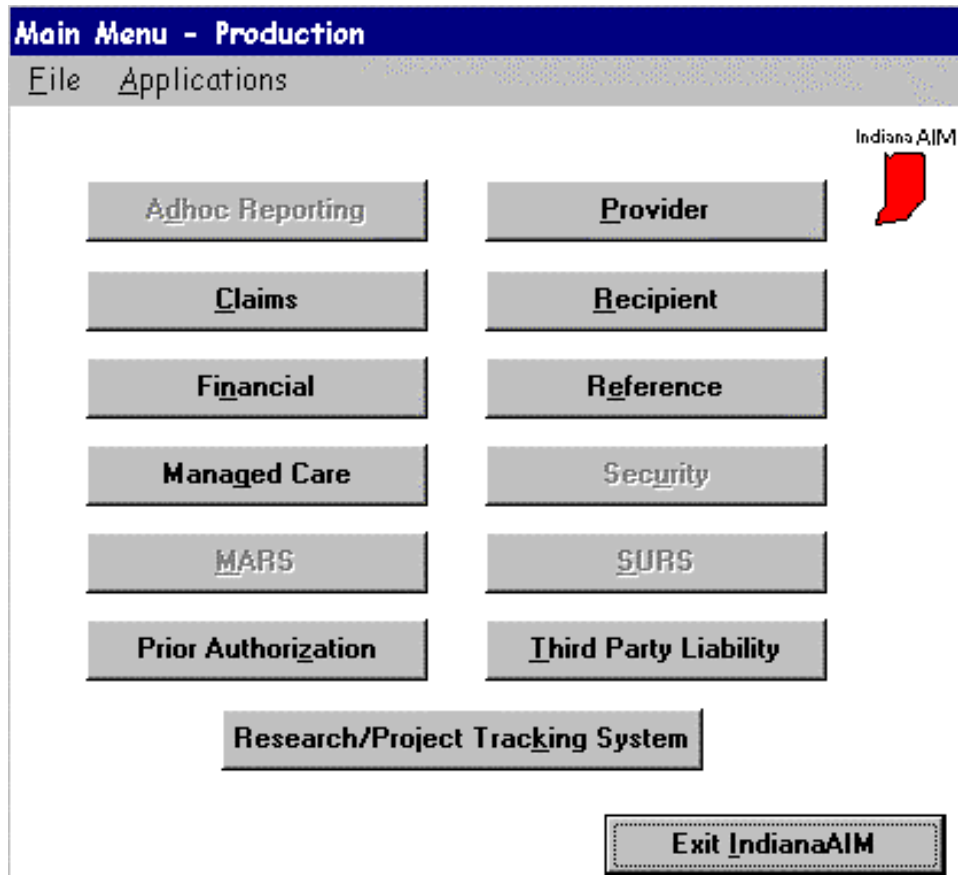 Main Menu - Production
File Applications
Indiana AIM
Adhoc Reporting
Provider
Claims
Recipient
Financial
Reference
Managed Care
Security
MARS
SURS
Prior Authorization
Third Party Liability
Research/Project Tracking System
Exit IndianaAIM